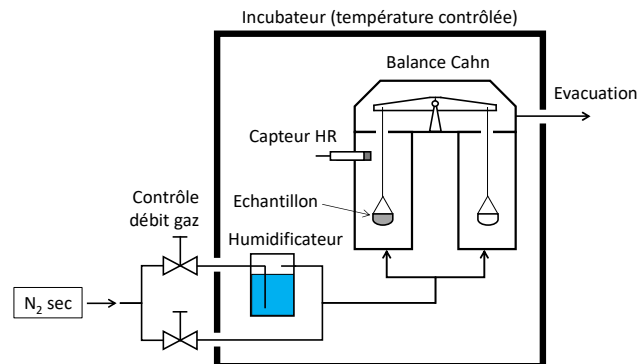 Incubateur (température contrôlée)
Balance Cahn
Evacuation
Capteur HR
Contrôle
débit gaz
Echantillon
Humidificateur
N₂ sec